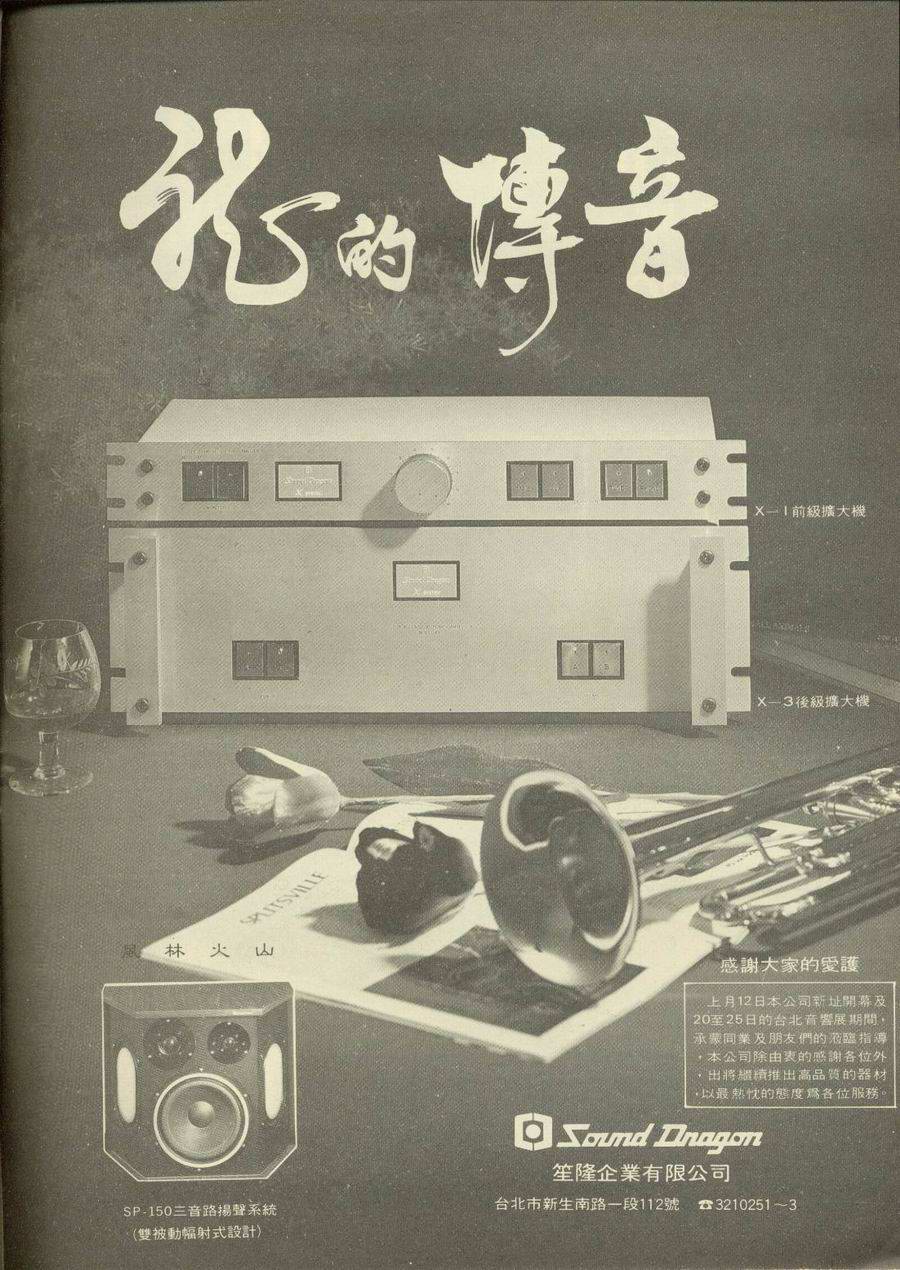 龍的傳音
Sound Dragon
X
X—1前級擴大機
Sound Dragon
X
A B
X—3後級擴大機
SPLITSVILLE
風林火山
感謝大家的愛護
上月12日本公司新址開幕及
20至25日的台北音響展期間，
承蒙同業及朋友們的蒞臨指導
，本公司除由衷的感謝各位外
，出將繼續推出高品質的器材
，以最熱忱的態度爲各位服務。
Sound Dragon
笙隆企業有限公司
台北市新生南路一段112號 ☎3210251～3
SP-150三音路揚聲系統
（雙被動幅射式設計）